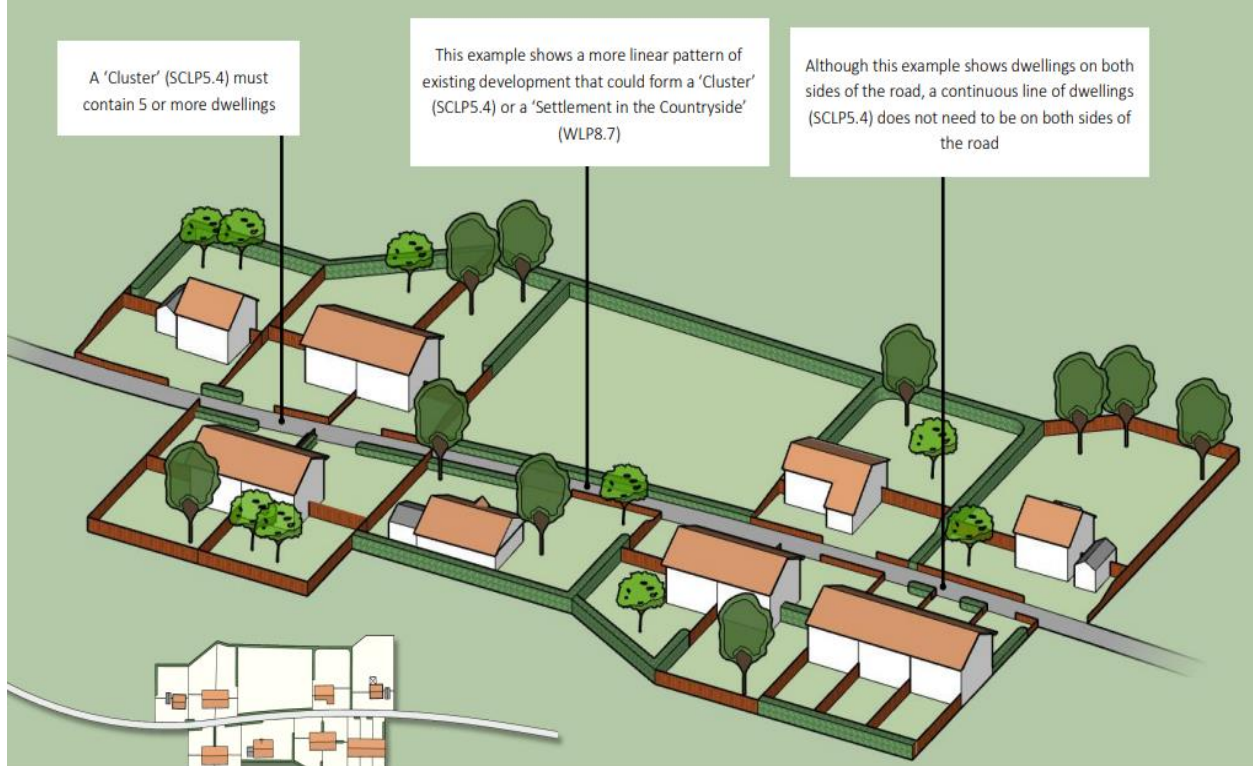 A ‘Cluster’ (SCLP5.4) must
contain 5 or more dwellings
This example shows a more linear pattern of
existing development that could form a ‘Cluster’
(SCLP5.4) or a ‘Settlement in the Countryside’
(WLP8.7)
Although this example shows dwellings on both
sides of the road, a continuous line of dwellings
(SCLP5.4) does not need to be on both sides of
the road